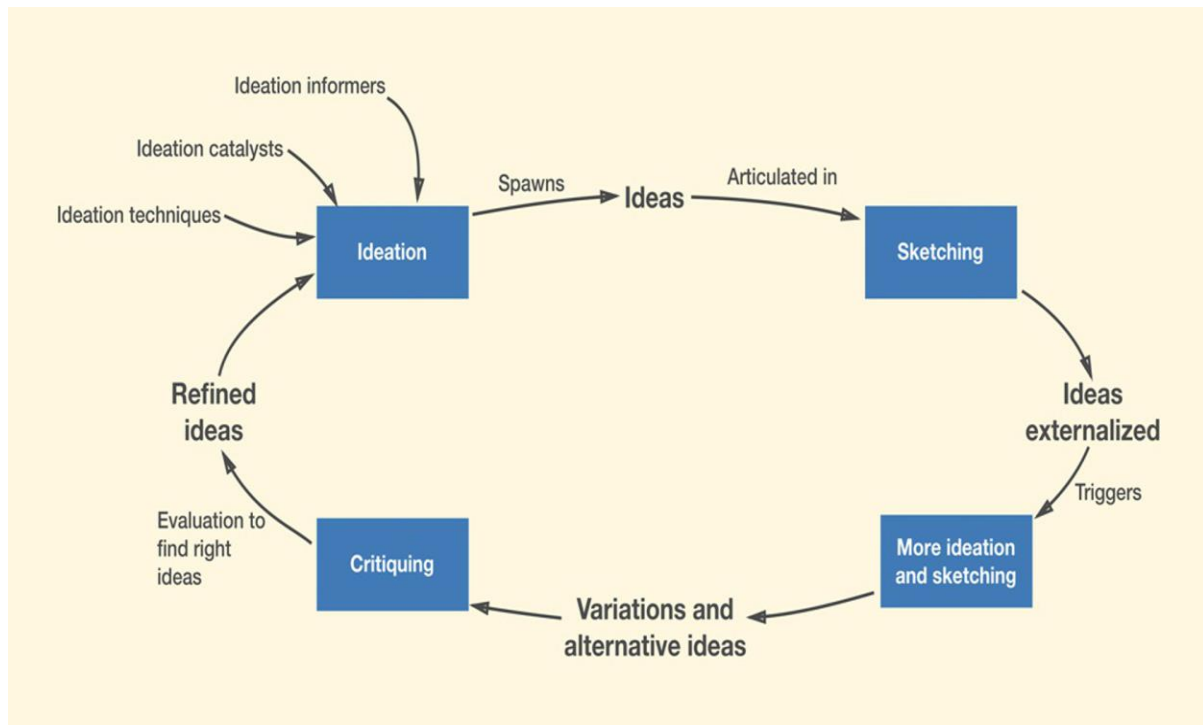 Ideation informers
Ideation catalysts
Ideation techniques
Ideation
Spawns
Ideas
Articulated in
Sketching
Ideas
externalized
Triggers
More ideation
and sketching
Variations and
alternative ideas
Critiquing
Evaluation to
find right
ideas
Refined
ideas